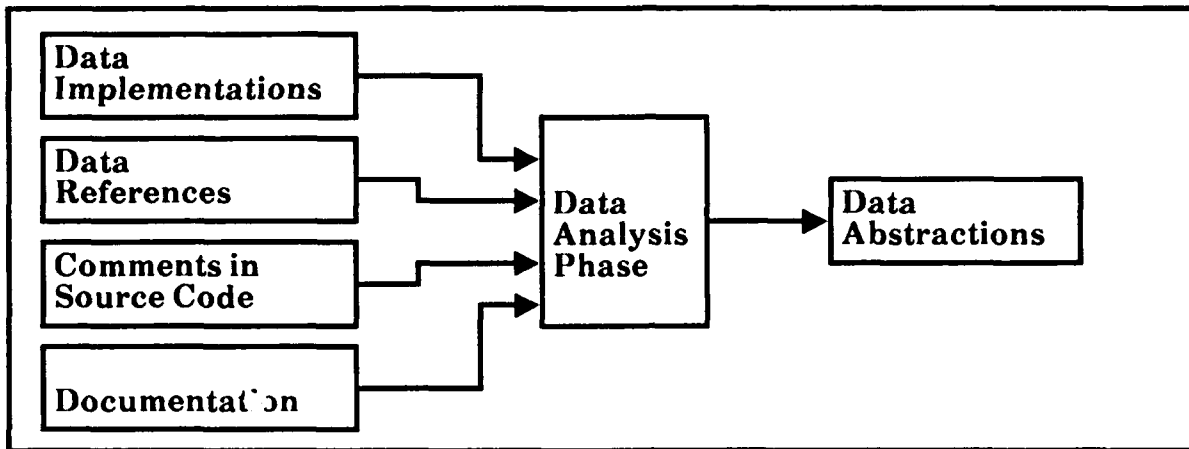 Data
Implementations
Data
References
Comments in
Source Code
Documentation
Data
Analysis
Phase
Data
Abstractions